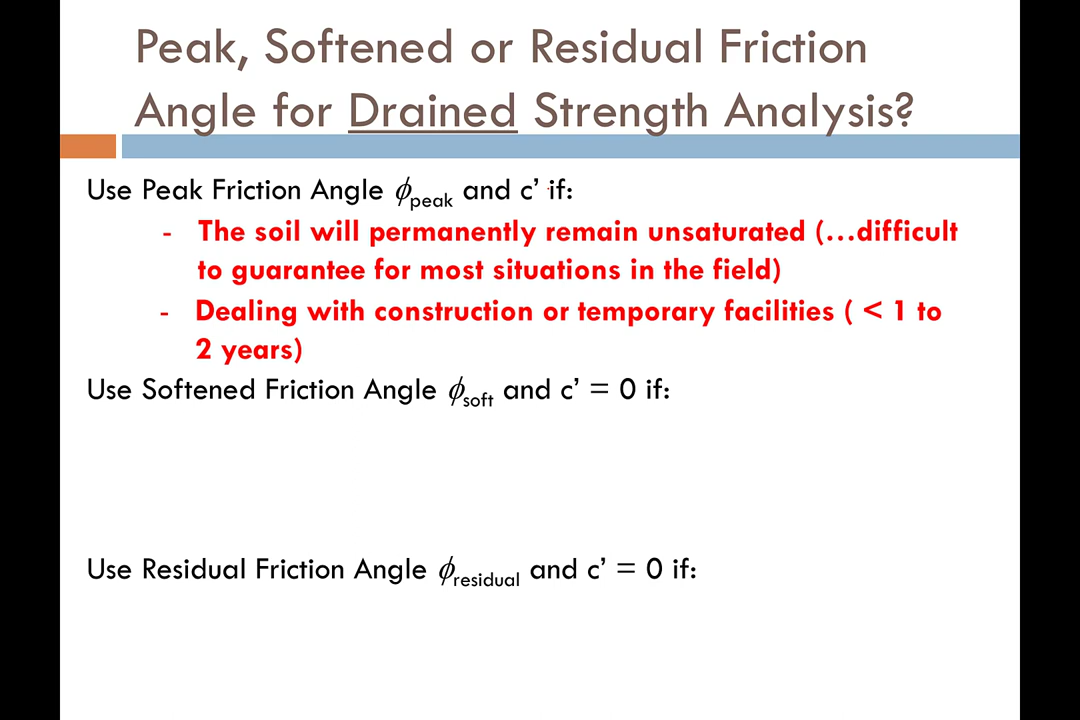 Peak, Softened or Residual Friction
Angle for Drained Strength Analysis?
Use Peak Friction Angle ϕpeak and c’ if:
- The soil will permanently remain unsaturated (...difficult
to guarantee for most situations in the field)
- Dealing with construction or temporary facilities ( < 1 to
2 years)
Use Softened Friction Angle ϕsoft and c’ = 0 if:
Use Residual Friction Angle ϕresidual and c’ = 0 if: